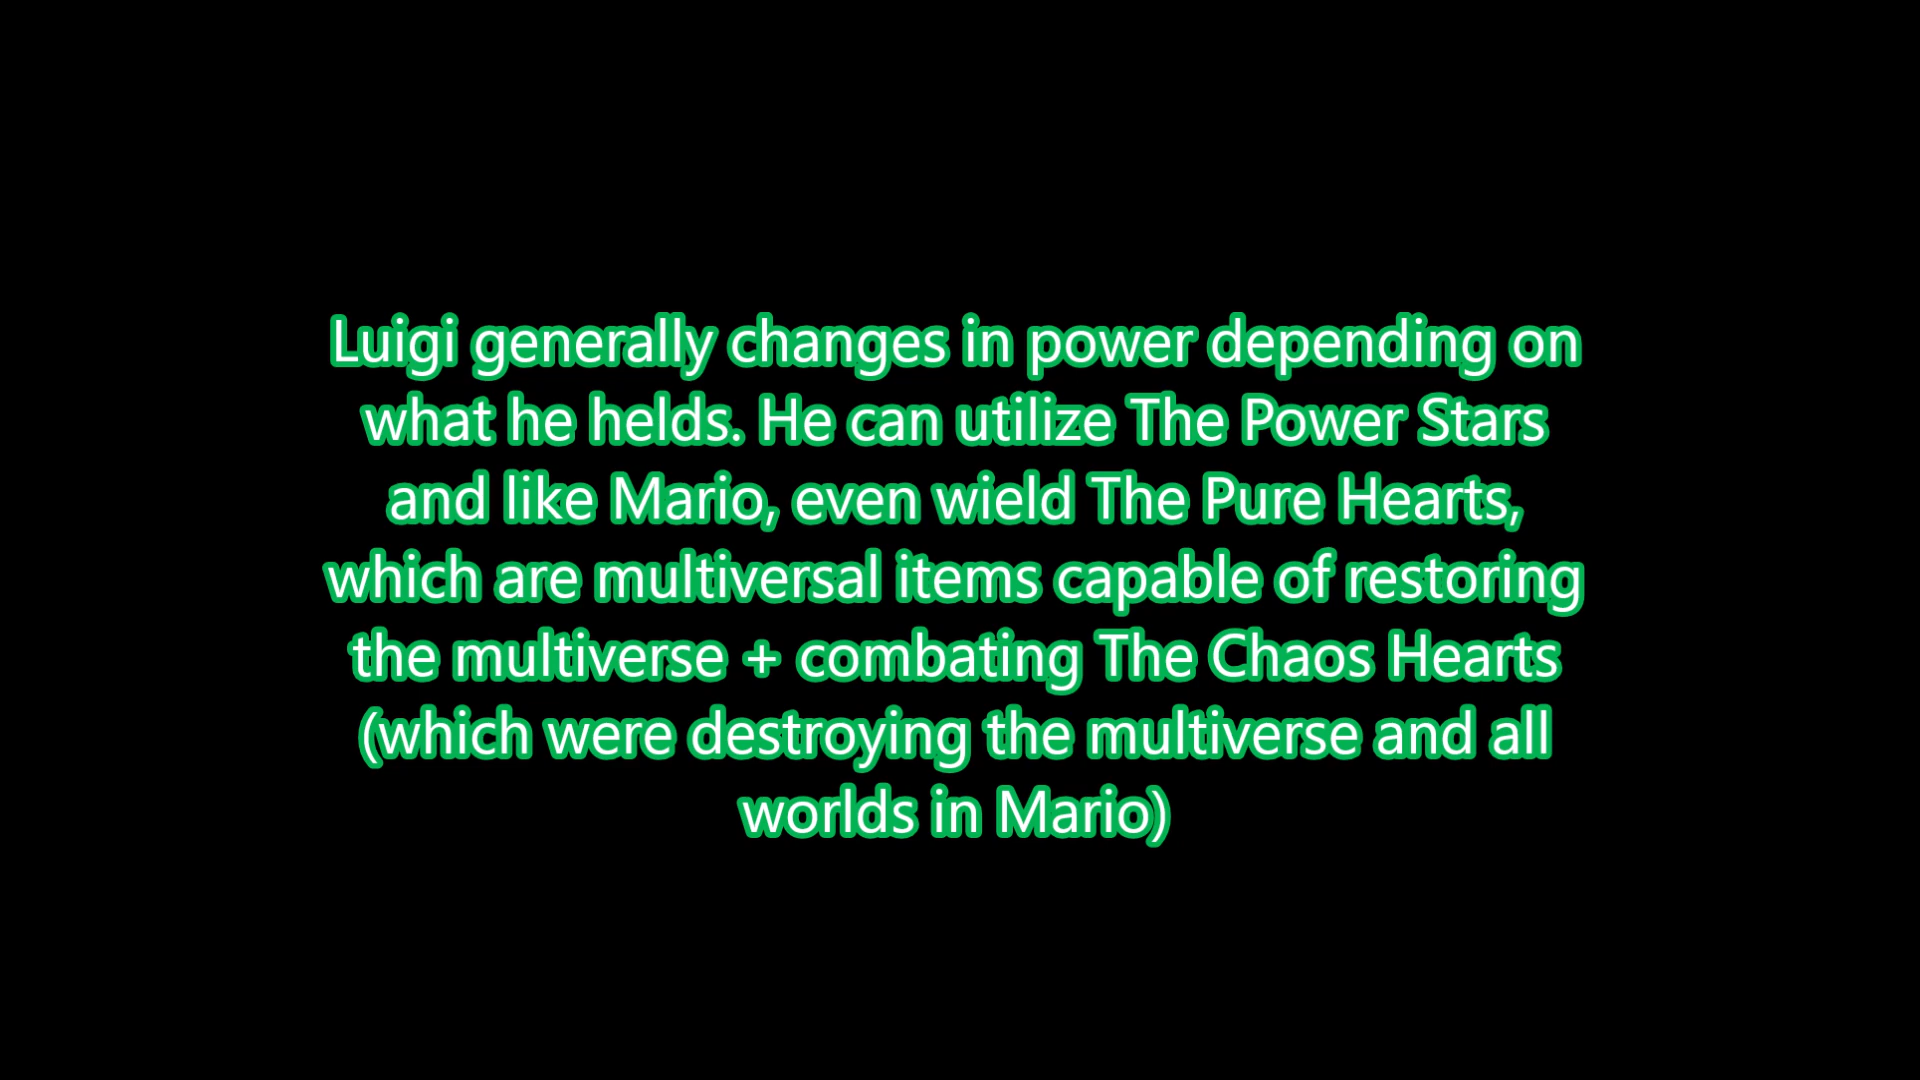 Luigi generally changes in power depending on
what he helds. He can utilize The Power Stars
and like Mario, even wield The Pure Hearts,
which are multiversal items capable of restoring
the multiverse + combating The Chaos Hearts
(which were destroying the multiverse and all
worlds in Mario)